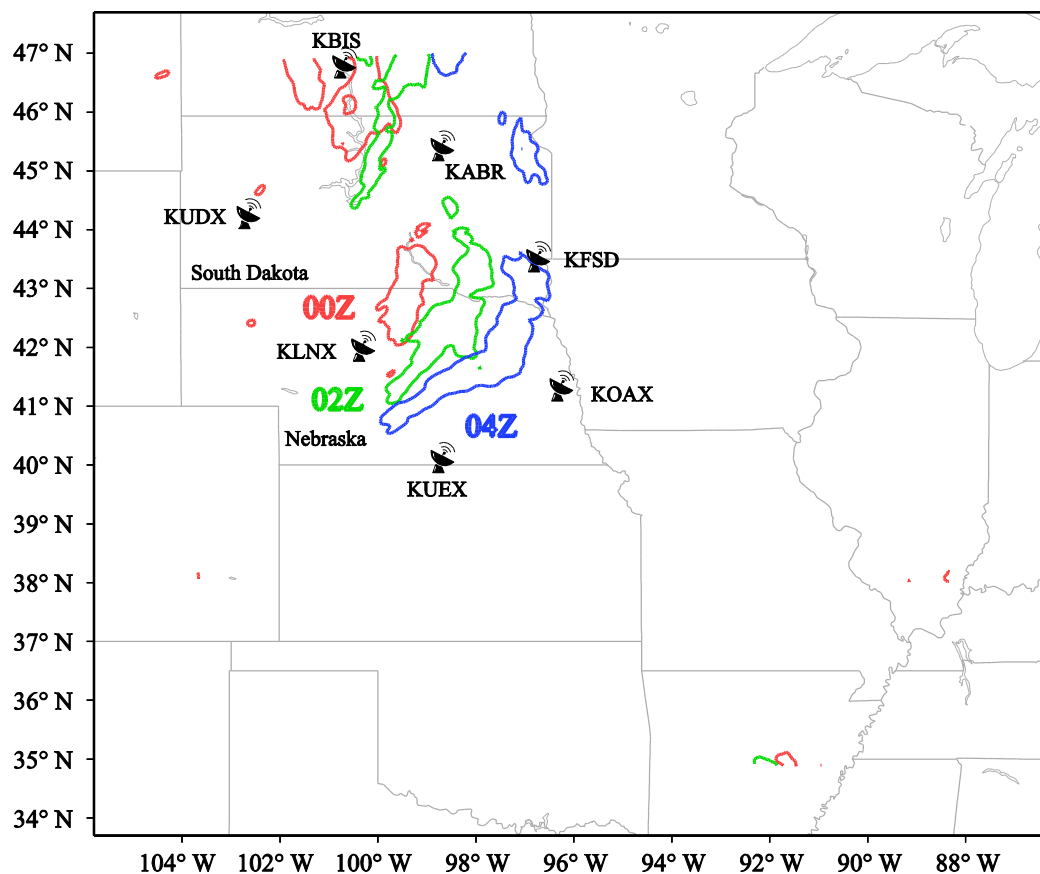 47° N
KBIS
46° N
45° N
KABR
44° N
KUDX
43° N
KFSD
South Dakota
00Z
42° N
KLNX
41° N
02Z
KOAX
04Z
Nebraska
40° N
KUEX
39° N
38° N
37° N
36° N
35° N
34° N
104° W 102° W 100° W 98° W 96° W 94° W 92° W 90° W 88° W